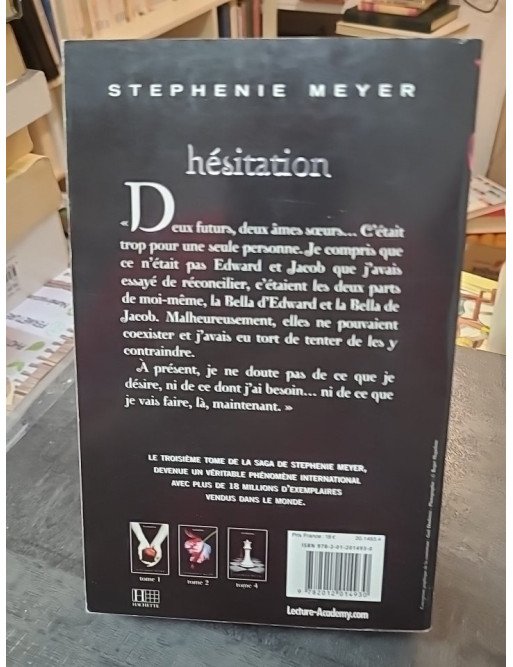 STEPHENIE MEYER
hésitation
« Deux futurs, deux âmes sœurs... C'était
trop pour une seule personne. Je compris que
ce n'était pas Edward et Jacob que j'avais
essayé de réconcilier, c'étaient les deux parts
de moi-même, la Bella d'Edward et la Bella de
Jacob. Malheureusement, elles ne pouvaient
coexister et j'avais eu tort de tenter de les y
contraindre.
À présent, je ne doute pas de ce que je
désire, ni de ce dont j'ai besoin... ni de ce que
je vais faire, là, maintenant. »
LE TROISIÈME TOME DE LA SAGA DE STEPHENIE MEYER,
DEVENUE UN VÉRITABLE PHÉNOMÈNE INTERNATIONAL
AVEC PLUS DE 18 MILLIONS D'EXEMPLAIRES
VENDUS DANS LE MONDE.
tome 1
tome 2
tome 4
HACHETTE
Prix France : 18 € 20.1493.4
ISBN 978-2-01-201493-0
9 782012 014930
Lecture-Academy.com